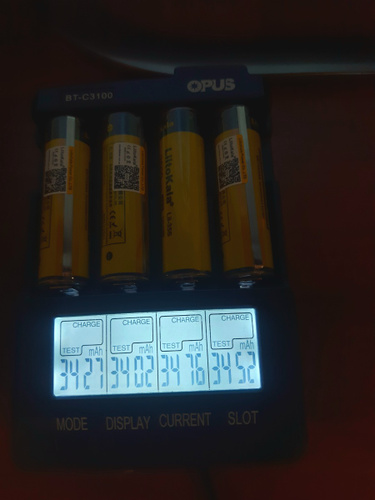 OPUS
BT-C3100
LiitoKala
CHARGE CHARGE CHARGE CHARGE
TEST TEST TEST TEST
mAh mAh mAh mAh
3427 3402 3476 3452
MODE DISPLAY CURRENT SLOT